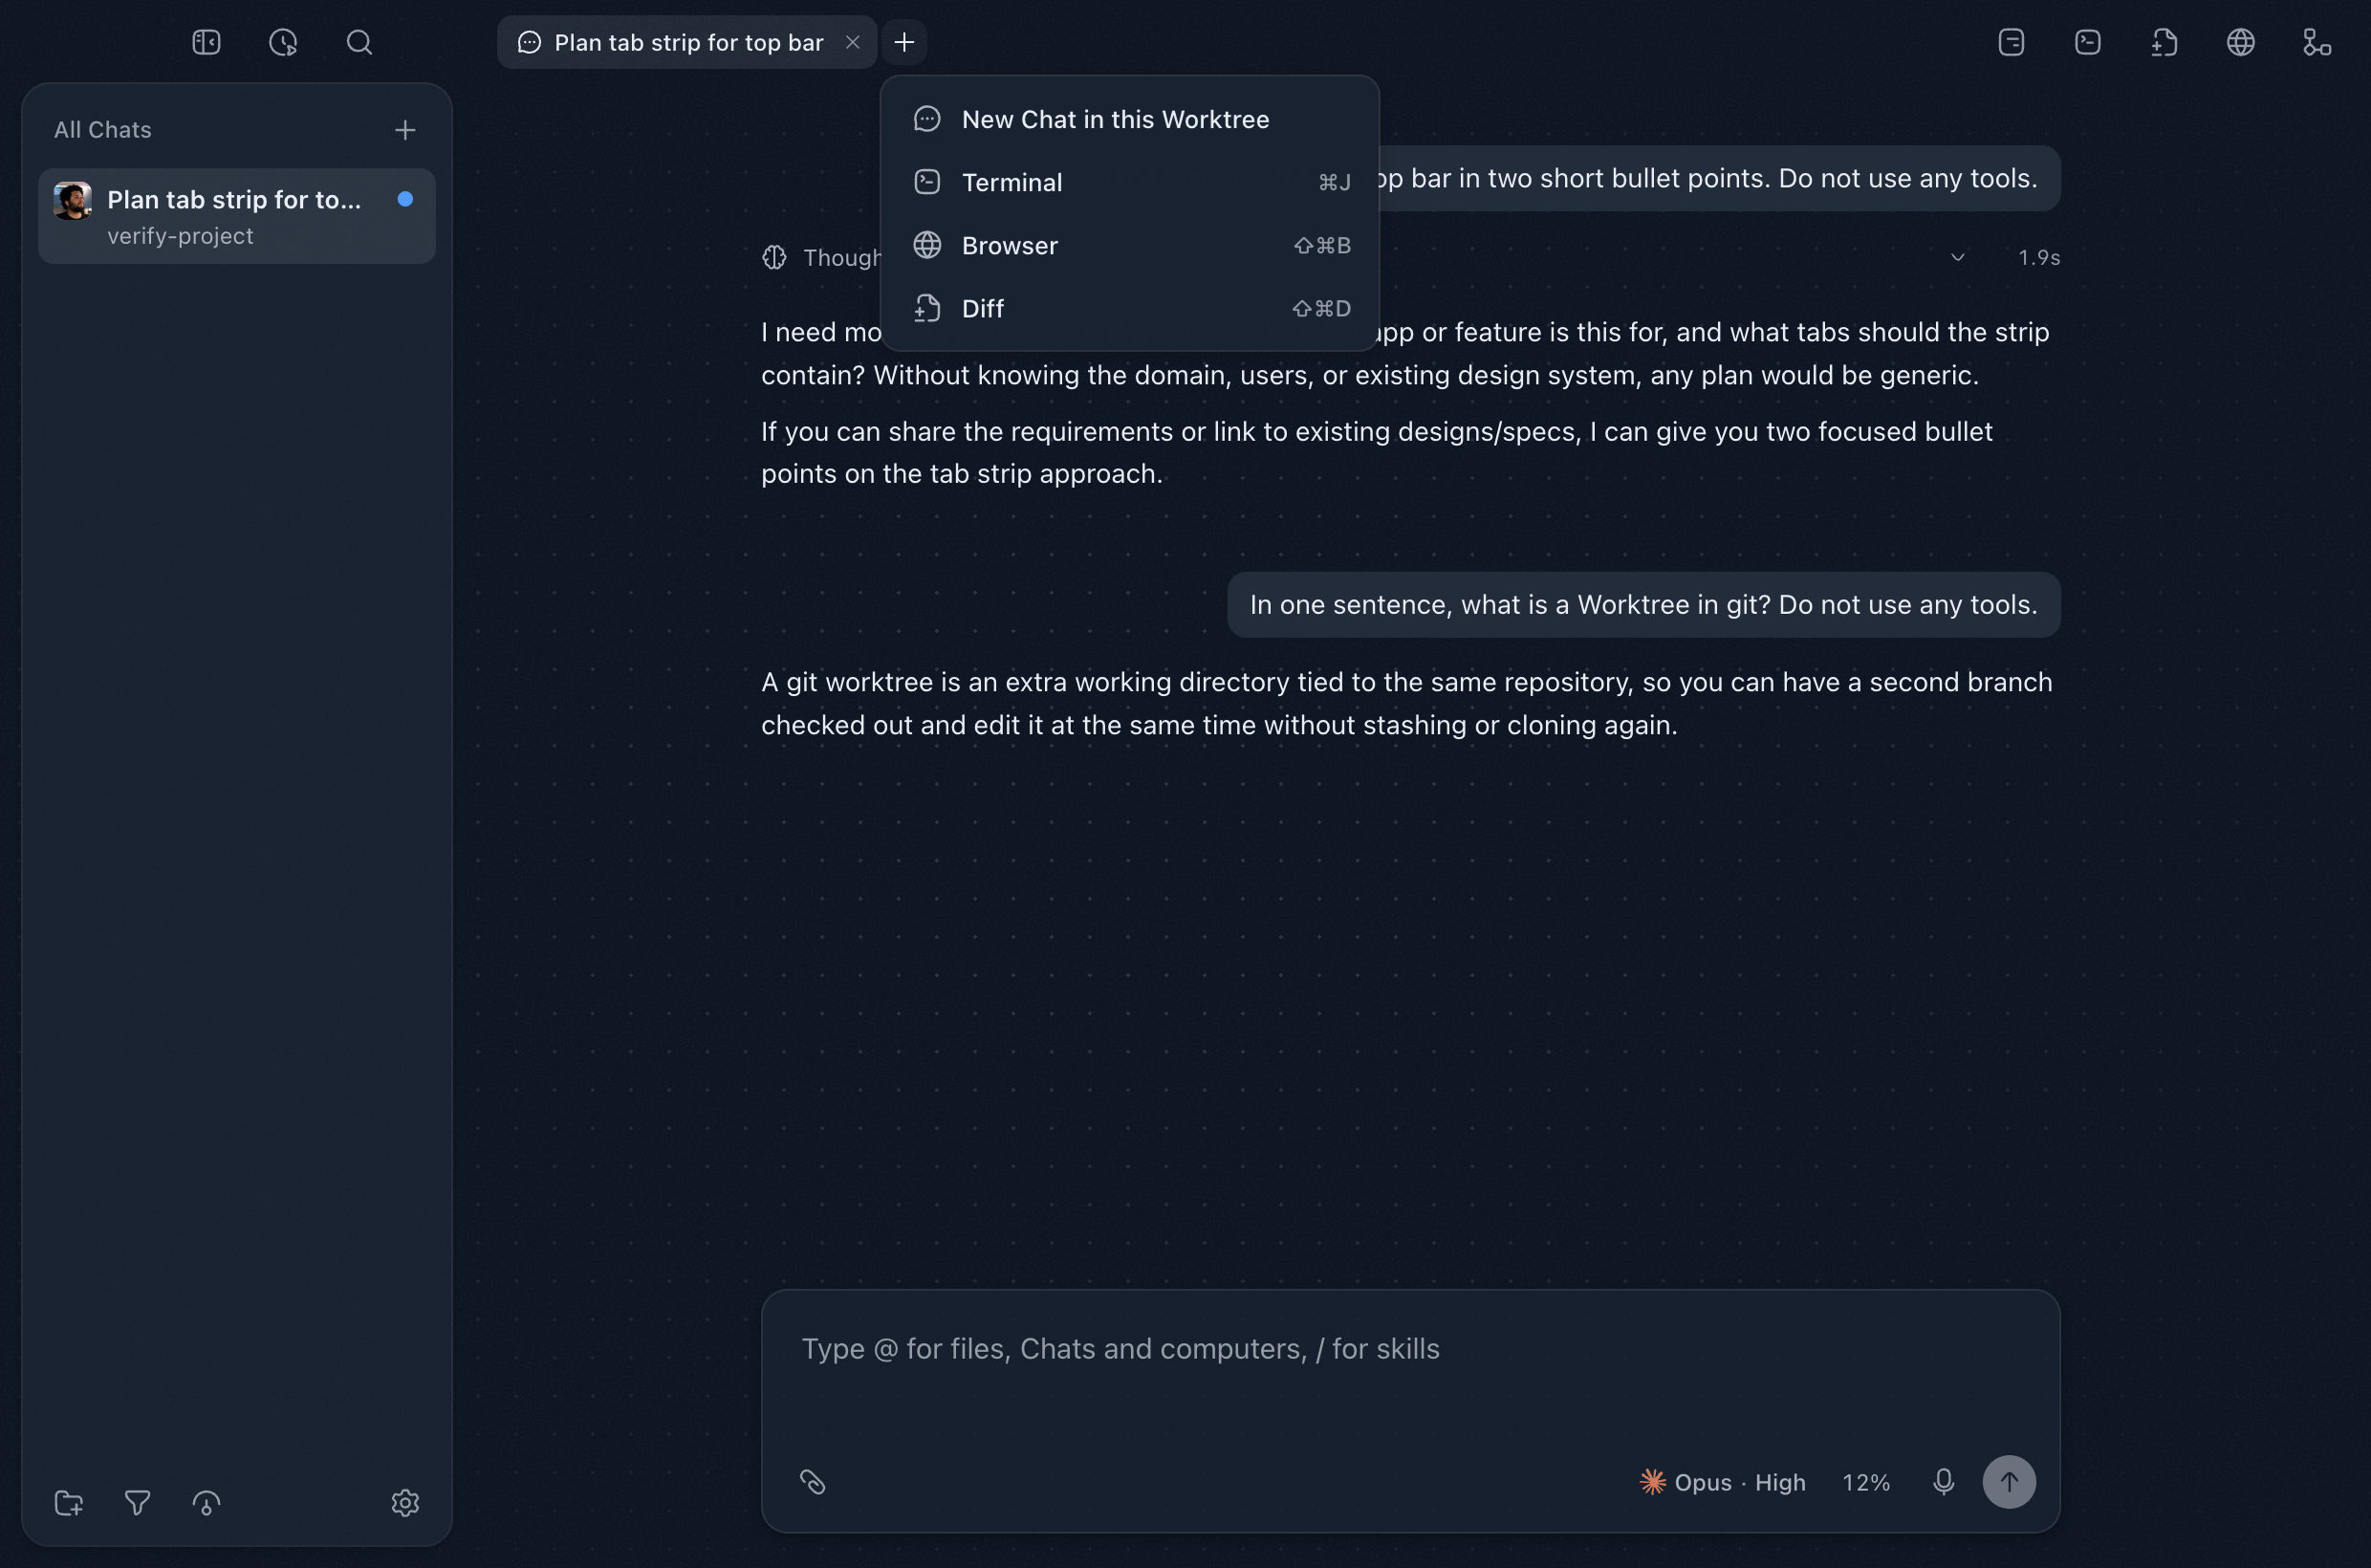 Plan tab strip for top bar
All Chats
Plan tab strip for to...
verify-project
New Chat in this Worktree
Terminal ⌘J
Browser ⇧⌘B
Diff ⇧⌘D
bar in two short bullet points. Do not use any tools.
1.9s
I need
app or feature is this for, and what tabs should the strip
contain? Without knowing the domain, users, or existing design system, any plan would be generic.
If you can share the requirements or link to existing designs/specs, I can give you two focused bullet
points on the tab strip approach.
In one sentence, what is a Worktree in git? Do not use any tools.
A git worktree is an extra working directory tied to the same repository, so you can have a second branch
checked out and edit it at the same time without stashing or cloning again.
Type @ for files, Chats and computers, / for skills
Opus · High 12%